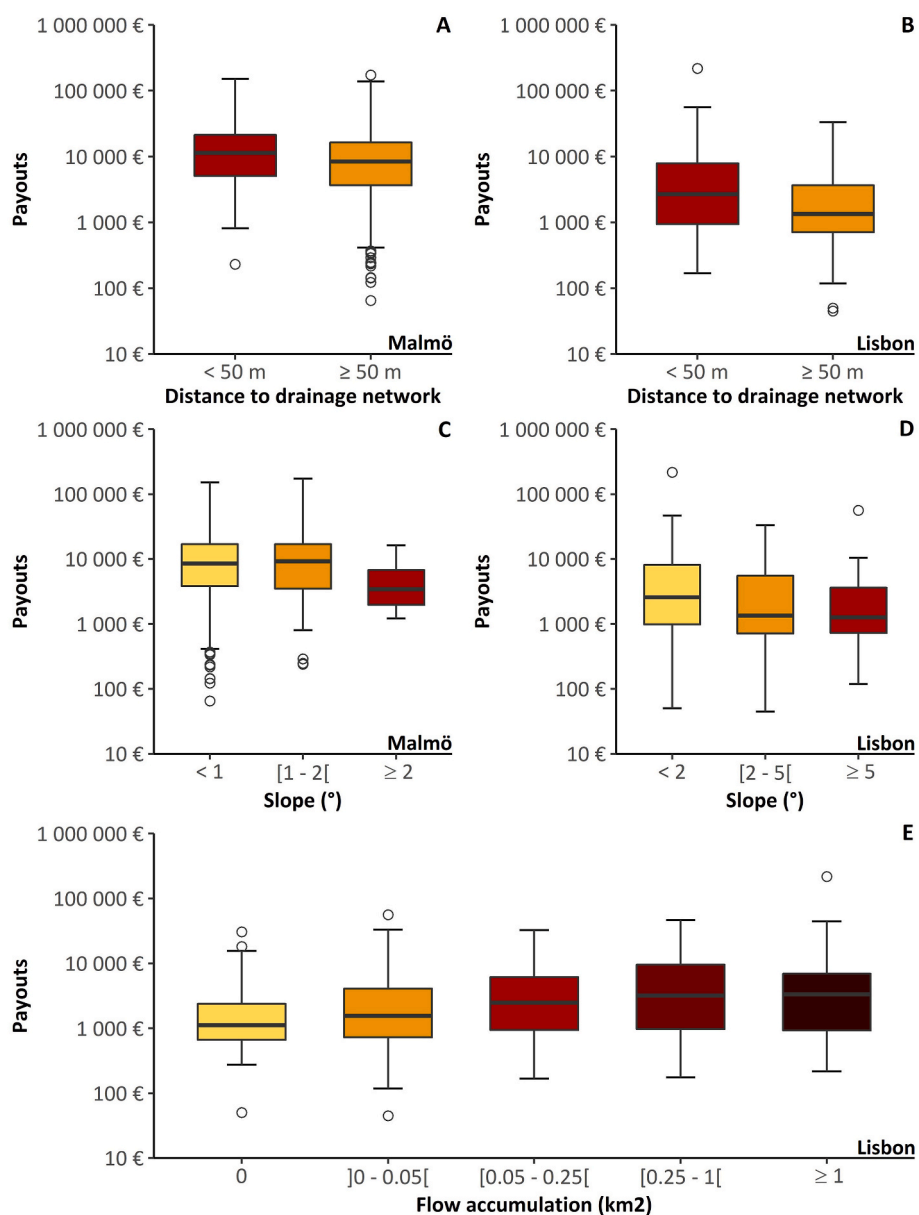 A
1 000 000 €
100 000 €
10 000 €
1 000 €
100 €
10 €
Payouts
Malmö
< 50 m
≥ 50 m
Distance to drainage network
B
1 000 000 €
100 000 €
10 000 €
1 000 €
100 €
10 €
Payouts
Lisbon
< 50 m
≥ 50 m
Distance to drainage network
C
1 000 000 €
100 000 €
10 000 €
1 000 €
100 €
10 €
Payouts
Malmö
< 1
[1 - 2[
≥ 2
Slope (°)
D
1 000 000 €
100 000 €
10 000 €
1 000 €
100 €
10 €
Payouts
Lisbon
< 2
[2 - 5[
≥ 5
Slope (°)
E
1 000 000 €
100 000 €
10 000 €
1 000 €
100 €
10 €
Payouts
Lisbon
0
]0 - 0.05[
[0.05 - 0.25[
[0.25 - 1[
≥ 1
Flow accumulation (km2)